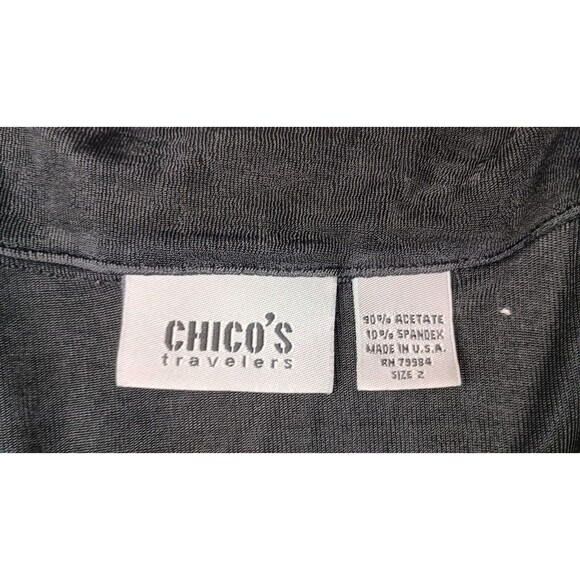 CHICO'S
travelers
90% ACETATE
10% SPANDEX
MADE IN U.S.A.
RN 79984
SIZE 2